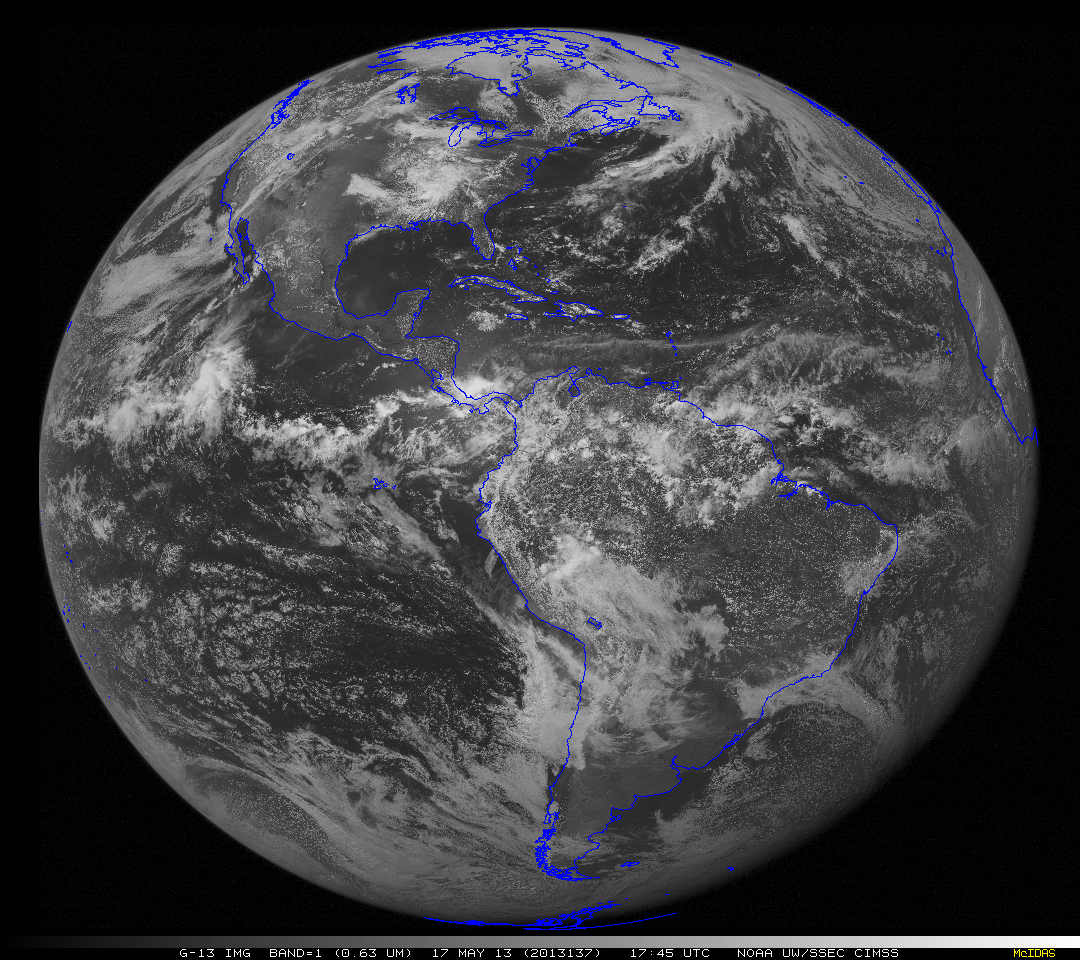 G-13 IMG BAND=1 (0.63 UM) 17 MAY 13 (2013137) 17:45 UTC NOAA UW/SSEC CIMSS McIDAS